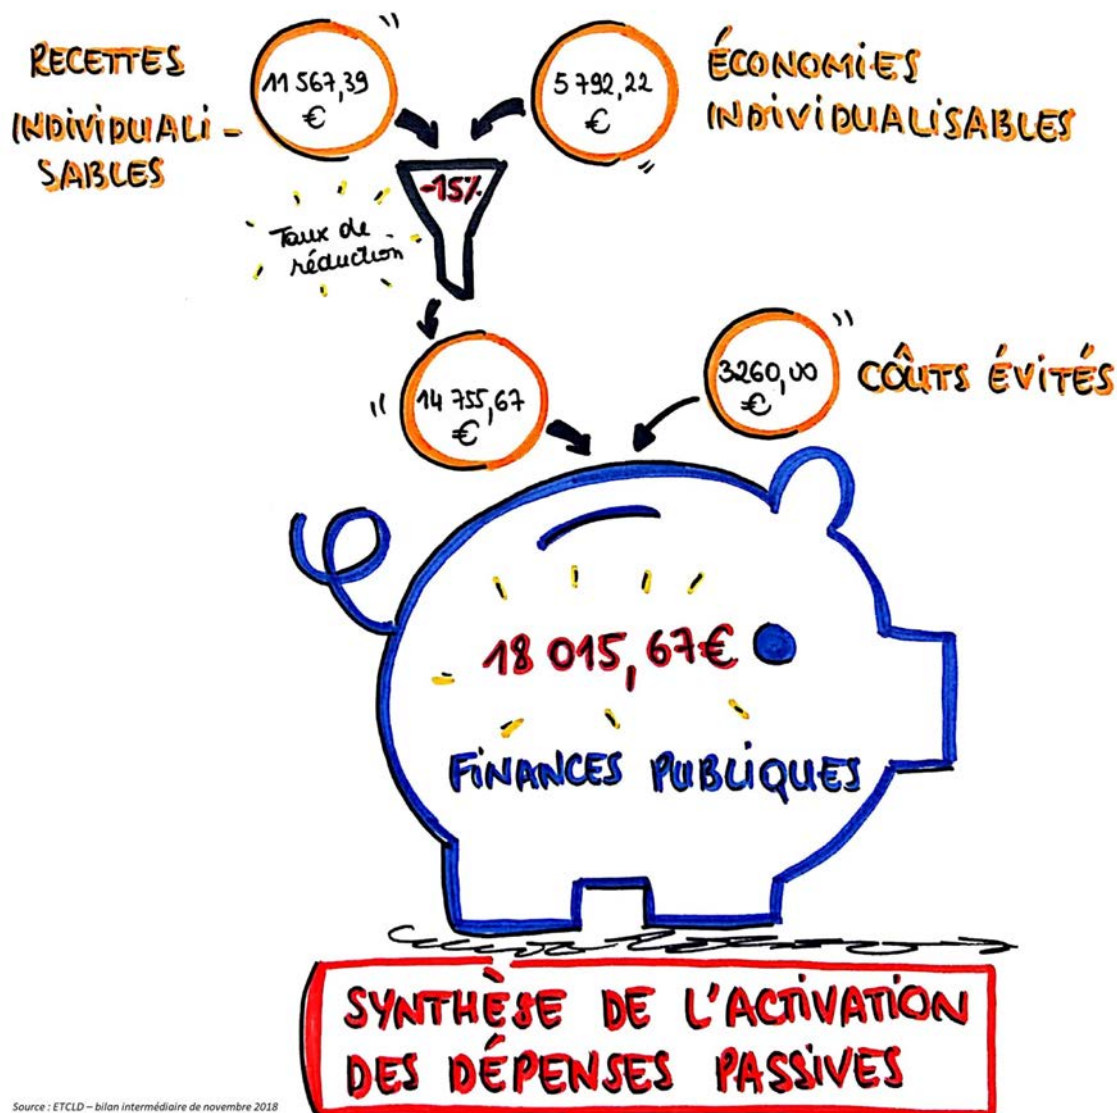 RECETTES
INDIVIDUALI-
SABLES
11 567,39
€
5 792,22
€
ÉCONOMIES
INDIVIDUALISABLES
-15%
Taux de
réduction
14 755,67
€
3260,00
€
COÛTS ÉVITÉS
18 015,67€
FINANCES PUBLIQUES
SYNTHÈSE DE L'ACTIVATION
DES DÉPENSES PASSIVES
Source : ETCLD – bilan intermédiaire de novembre 2018